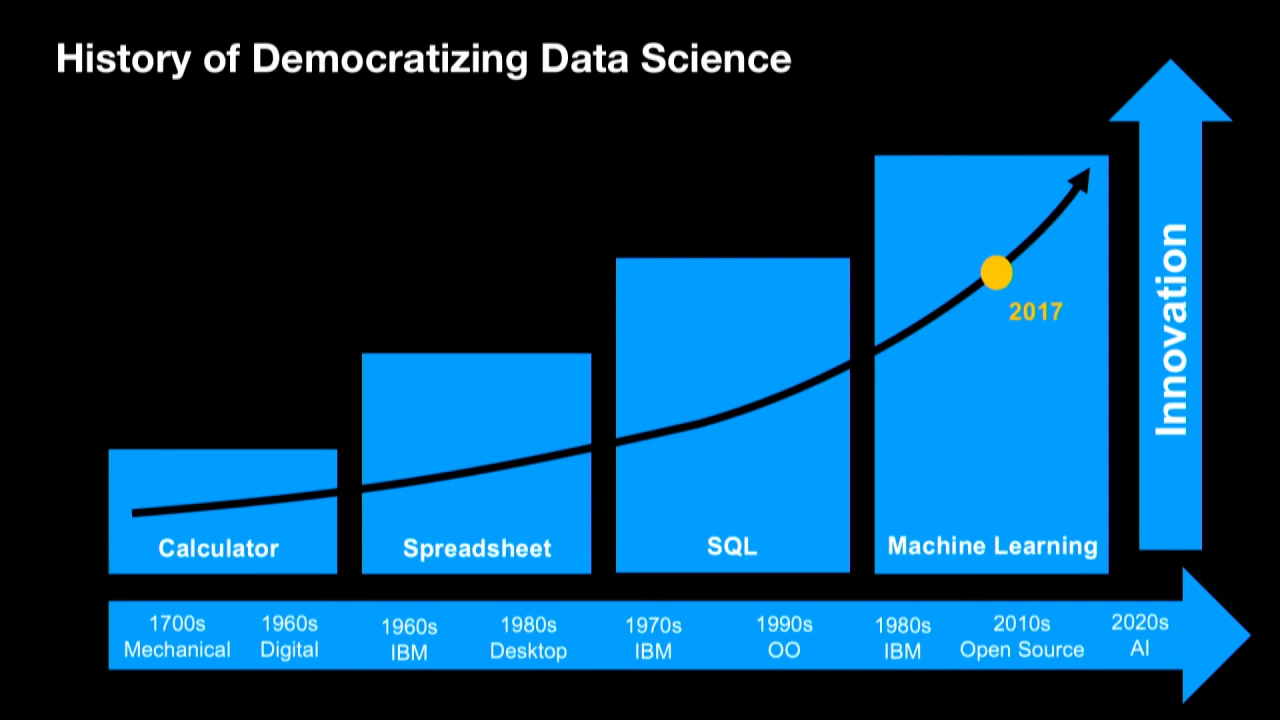 History of Democratizing Data Science
Innovation
2017
Calculator
Spreadsheet
SQL
Machine Learning
1700s
Mechanical
1960s
Digital
1960s
IBM
1980s
Desktop
1970s
IBM
1990s
OO
1980s
IBM
2010s
Open Source
2020s
AI